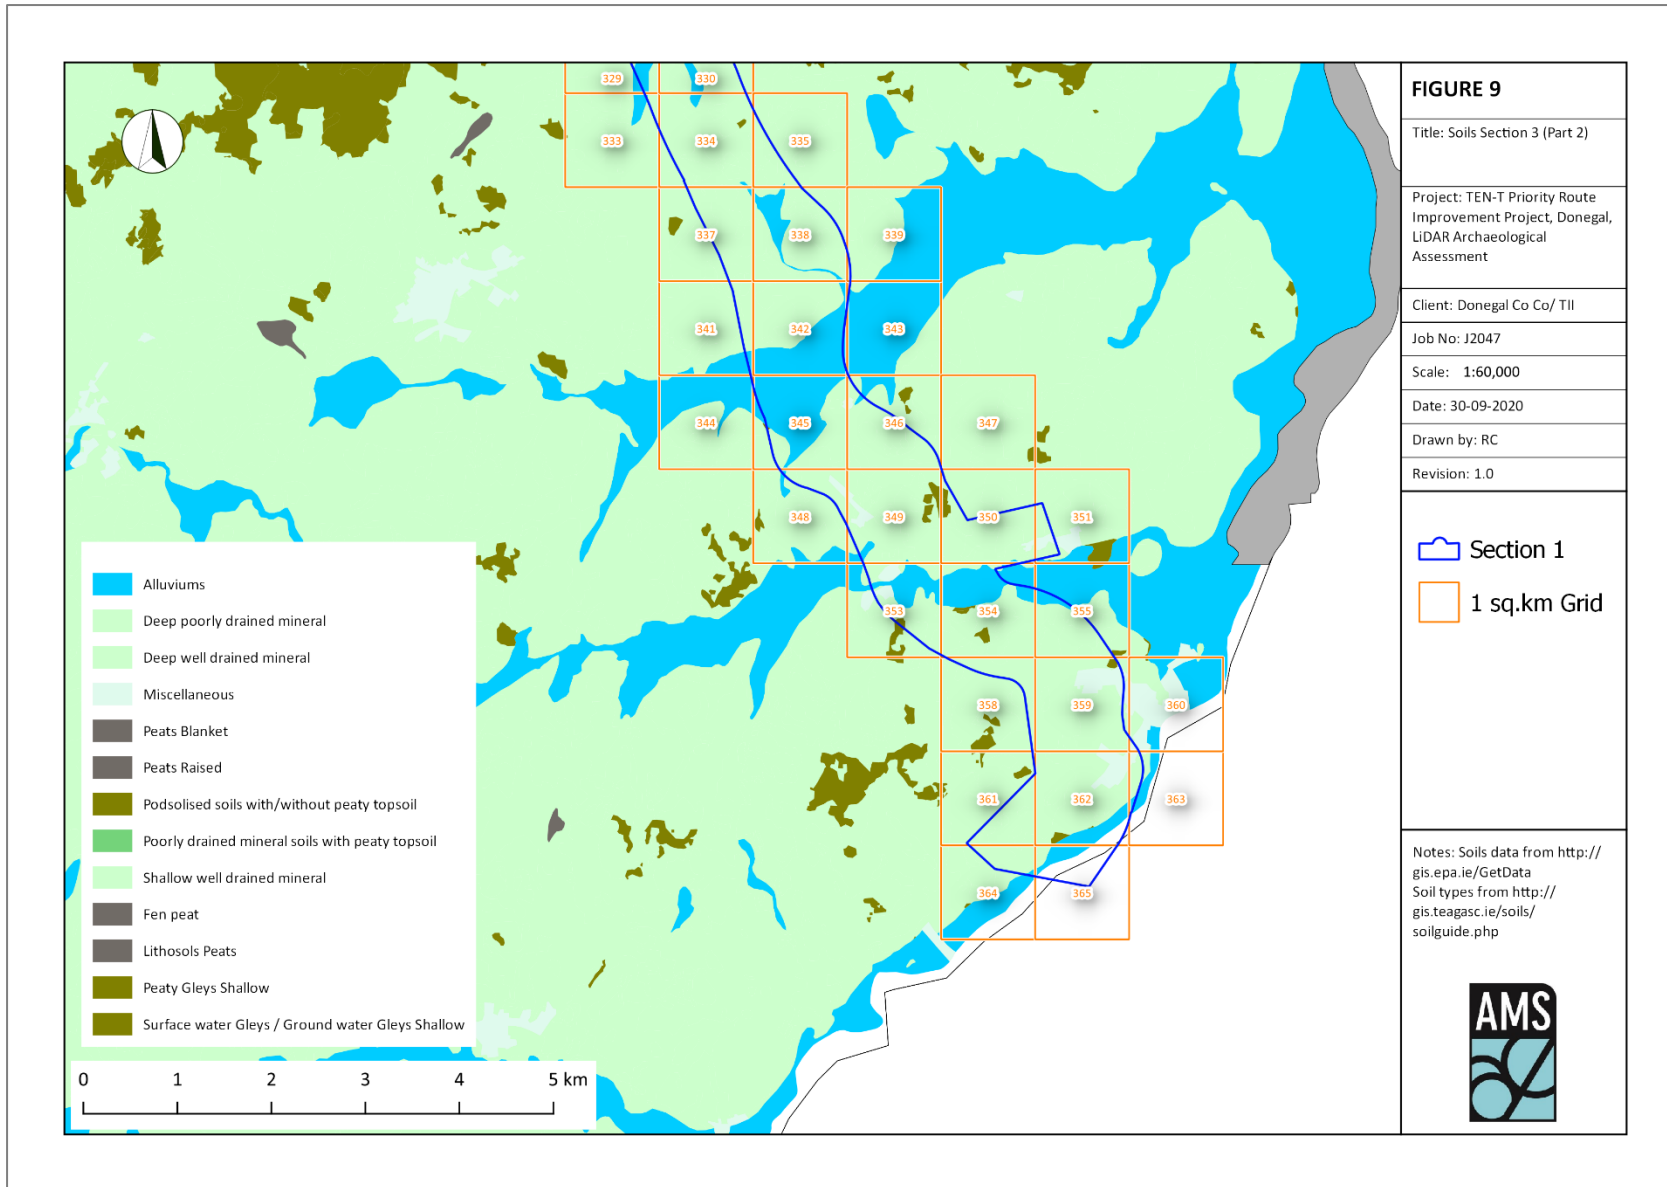 329
330
333
334
335
337
338
339
341
342
343
344
345
346
347
348
349
350
351
353
354
355
358
359
360
361
362
363
364
365
Alluviums
Deep poorly drained mineral
Deep well drained mineral
Miscellaneous
Peats Blanket
Peats Raised
Podsolised soils with/without peaty topsoil
Poorly drained mineral soils with peaty topsoil
Shallow well drained mineral
Fen peat
Lithosols Peats
Peaty Gleys Shallow
Surface water Gleys / Ground water Gleys Shallow
0 1 2 3 4 5 km
FIGURE 9
Title: Soils Section 3 (Part 2)
Project: TEN-T Priority Route
Improvement Project, Donegal,
LiDAR Archaeological
Assessment
Client: Donegal Co Co/ TII
Job No: J2047
Scale: 1:60,000
Date: 30-09-2020
Drawn by: RC
Revision: 1.0
Section 1
1 sq.km Grid
Notes: Soils data from http://
gis.epa.ie/GetData
Soil types from http://
gis.teagasc.ie/soils/
soilguide.php
AMS